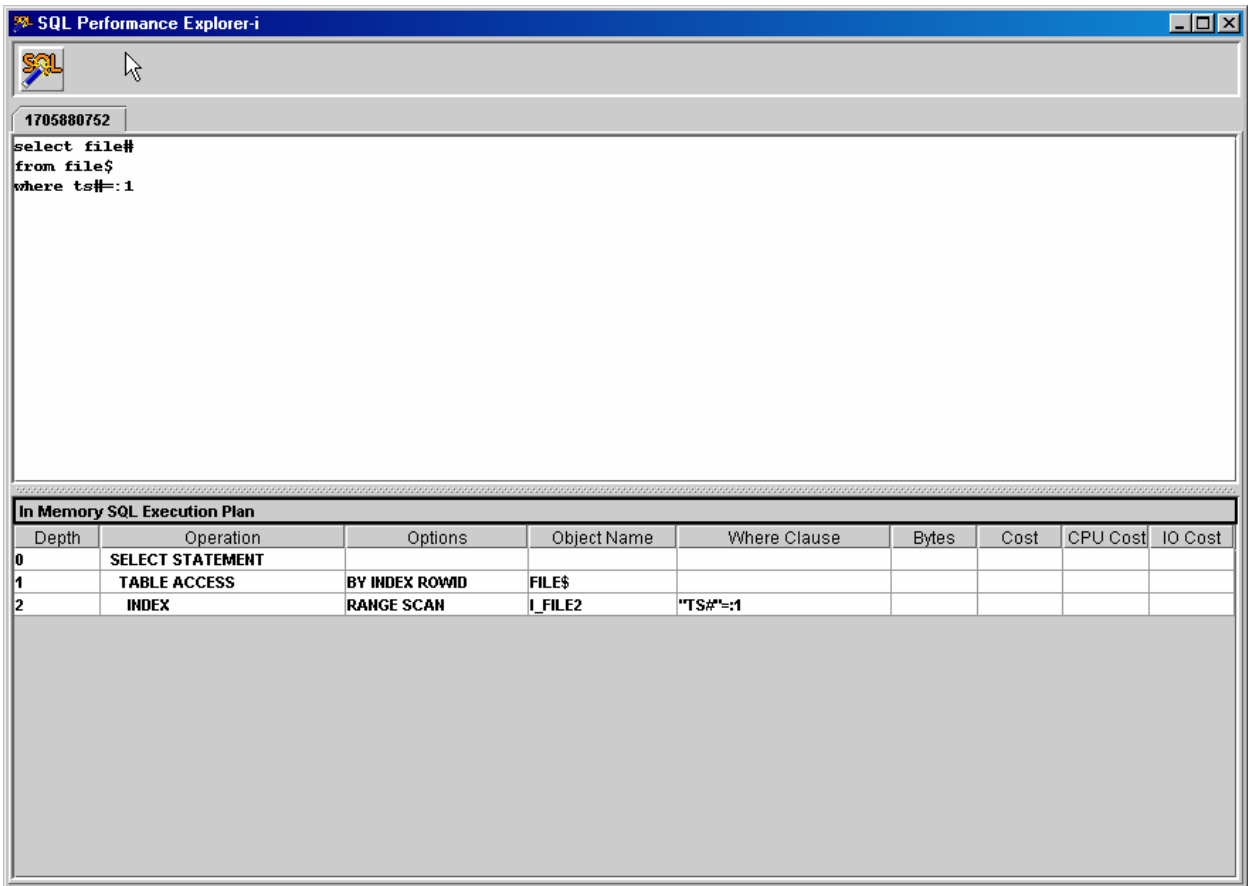 SQL Performance Explorer-i
SQL
1705880752
select file#
from file$
where ts#=:1
In Memory SQL Execution Plan
Depth Operation Options Object Name Where Clause Bytes Cost CPU Cost IO Cost
0 SELECT STATEMENT
1 TABLE ACCESS BY INDEX ROWID FILE$
2 INDEX RANGE SCAN I_FILE2 "TS#"=:1